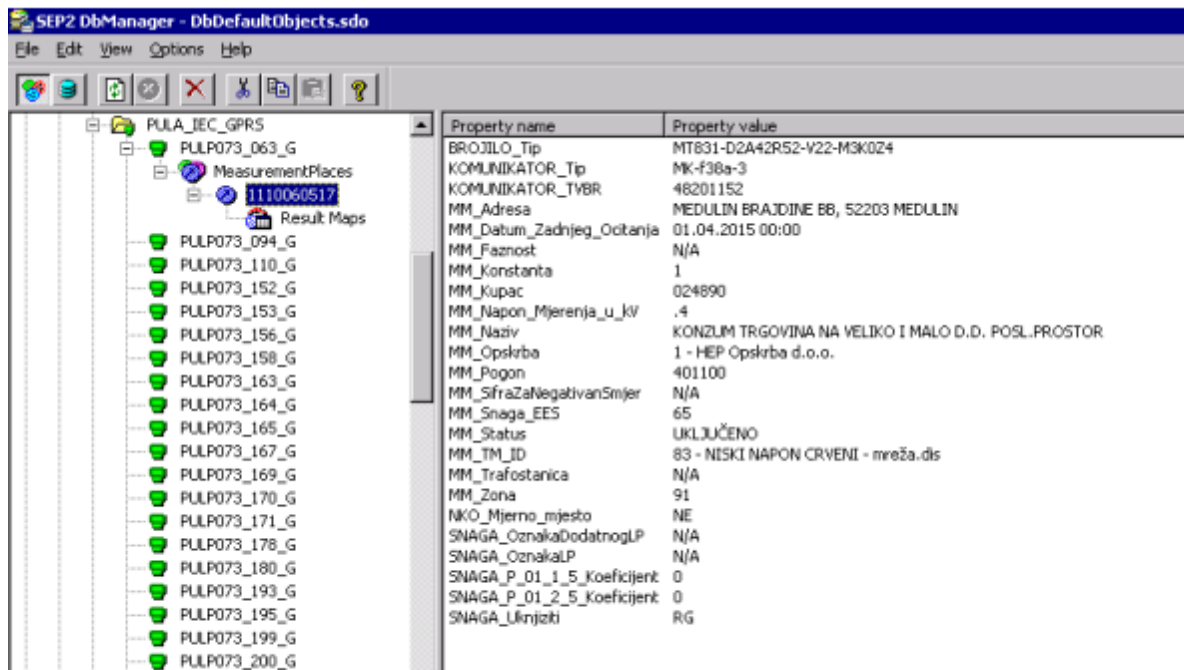 SEP2 DbManager - DbDefaultObjects.sdo
File Edit View Options Help
PULA_IEC_GPRS
PULP073_063_G
MeasurementPlaces
1110060517
Result Maps
PULP073_094_G
PULP073_110_G
PULP073_152_G
PULP073_153_G
PULP073_156_G
PULP073_158_G
PULP073_163_G
PULP073_164_G
PULP073_165_G
PULP073_167_G
PULP073_169_G
PULP073_170_G
PULP073_171_G
PULP073_178_G
PULP073_180_G
PULP073_193_G
PULP073_195_G
PULP073_199_G
PULP073_200_G
Property name Property value
BROJILO_Tip MT831-D2A42R52-V22-M3K0Z4
KOMUNIKATOR_Tip MK-f38a-3
KOMUNIKATOR_TVBR 48201152
MM_Adresa MEDULIN BRAJDINE BB, 52203 MEDULIN
MM_Datum_Zadnjeg_Ocitanja 01.04.2015 00:00
MM_Faznost N/A
MM_Konstanta 1
MM_Kupac 024890
MM_Napon_Mjerenja_u_kV .4
MM_Naziv KONZUM TRGOVINA NA VELIKO I MALO D.D. POSL.PROSTOR
MM_Opskrba 1 - HEP Opskrba d.o.o.
MM_Pogon 401100
MM_SifraZaNegativanSmjer N/A
MM_Snaga_EES 65
MM_Status UKLJUČENO
MM_TM_ID 83 - NISKI NAPON CRVENI - mreža.dis
MM_Trafostanica N/A
MM_Zona 91
NKO_Mjerno_mjesto NE
SNAGA_OznakaDodatnogLP N/A
SNAGA_OznakaLP N/A
SNAGA_P_01_1_5_Koeficijent 0
SNAGA_P_01_2_5_Koeficijent 0
SNAGA_Uknjiziti RG